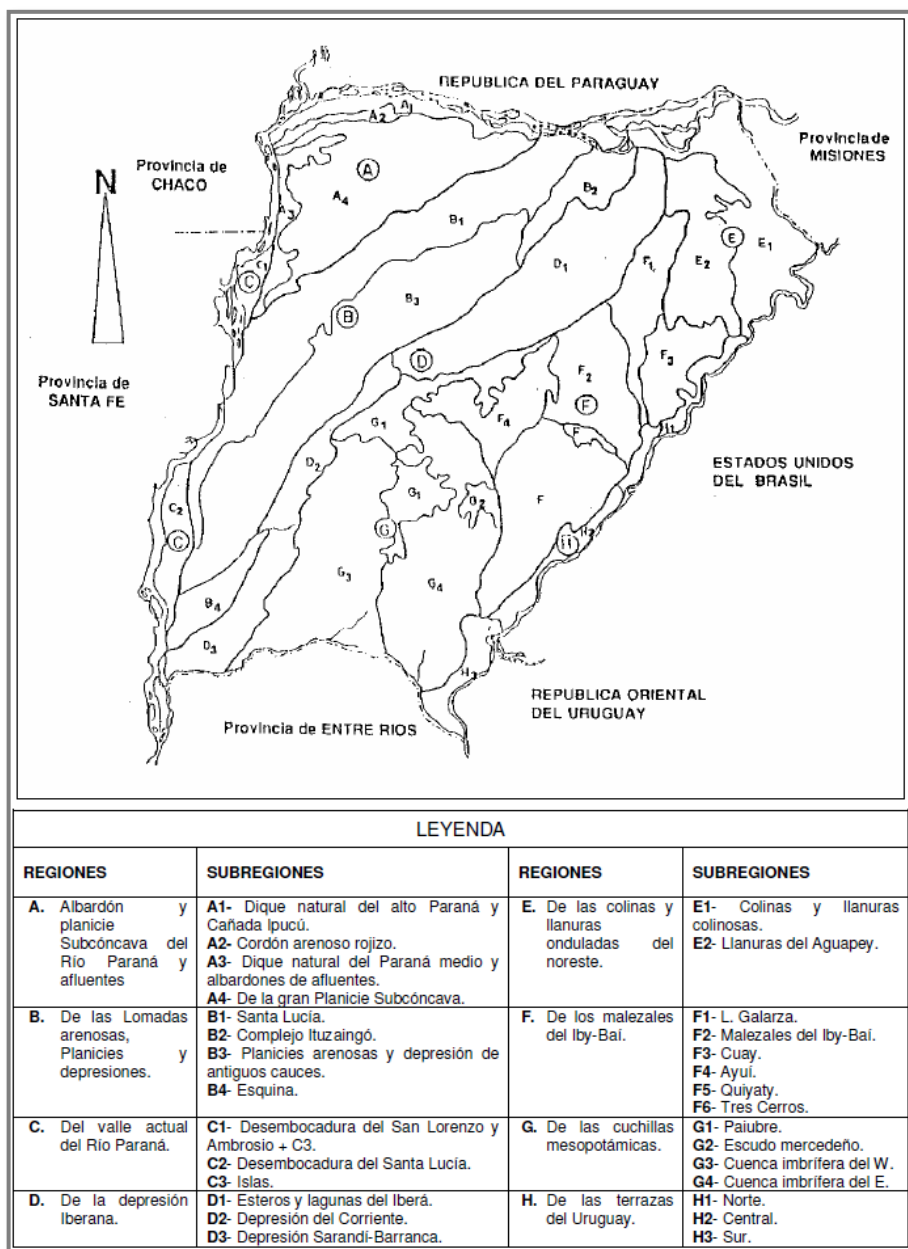 REPUBLICA DEL PARAGUAY
A1
A2
Provincia de
MISIONES
Provincia de
CHACO
N
A
A3
A4
B2
B1
E
E1
E2
D1
F1
C1
C
B3
B
F3
D
F2
F
Provincia de
SANTA FE
F4
G1
H1
F
D2
ESTADOS UNIDOS
DEL BRASIL
G1
G2
F
C2
C
G
H2
H
G3
G4
B4
D3
H3
REPUBLICA ORIENTAL
DEL URUGUAY
Provincia de ENTRE RIOS
LEYENDA
REGIONES SUBREGIONES REGIONES SUBREGIONES
A. Albardón y
planicie
Subcóncava del
Río Paraná y
afluentes
A1- Dique natural del alto Paraná y
Cañada Ipucú.
A2- Cordón arenoso rojizo.
A3- Dique natural del Paraná medio y
albardones de afluentes.
A4- De la gran Planicie Subcóncava.
E. De las colinas y
llanuras
onduladas del
noreste.
E1- Colinas y llanuras
colinosas.
E2- Llanuras del Aguapey.
B. De las Lomadas
arenosas,
Planicies y
depresiones.
B1- Santa Lucía.
B2- Complejo Ituzaingó.
B3- Planicies arenosas y depresión de
antiguos cauces.
B4- Esquina.
F. De los malezales
del Iby-Baí.
F1- L. Galarza.
F2- Malezales del Iby-Baí.
F3- Cuay.
F4- Ayuí.
F5- Quiyaty.
F6- Tres Cerros.
C. Del valle actual
del Río Paraná.
C1- Desembocadura del San Lorenzo y
Ambrosio + C3.
C2- Desembocadura del Santa Lucía.
C3- Islas.
G. De las cuchillas
mesopotámicas.
G1- Paiubre.
G2- Escudo mercedeño.
G3- Cuenca imbrífera del W.
G4- Cuenca imbrífera del E.
D. De la depresión
Iberana.
D1- Esteros y lagunas del Iberá.
D2- Depresión del Corriente.
D3- Depresión Sarandí-Barranca.
H. De las terrazas
del Uruguay.
H1- Norte.
H2- Central.
H3- Sur.